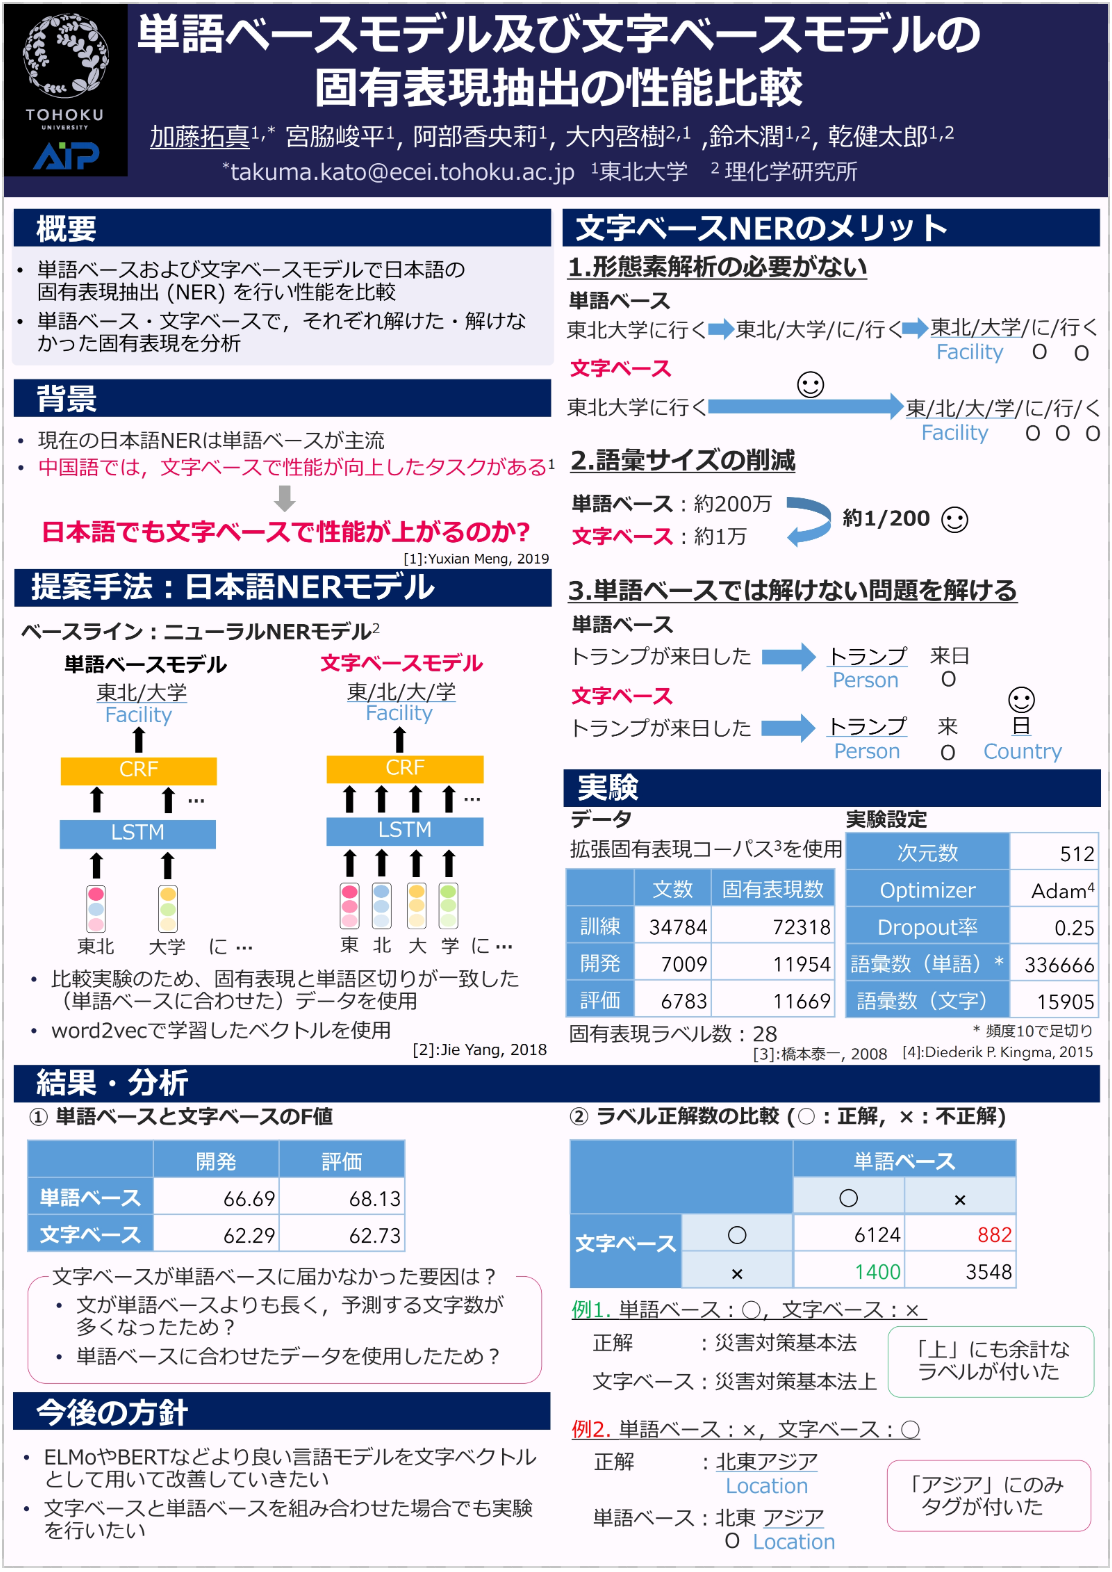 単語ベースモデル及び文字ベースモデルの
固有表現抽出の性能比較
加藤拓真1,* 宮脇峻平1, 阿部香央莉1, 大内啓樹2,1 ,鈴木潤1,2, 乾健太郎1,2
*takuma.kato@ecei.tohoku.ac.jp 1東北大学 2 理化学研究所
TOHOKU
UNIVERSITY
AIP
概要
• 単語ベースおよび文字ベースモデルで日本語の
固有表現抽出 (NER) を行い性能を比較
• 単語ベース・文字ベースで，それぞれ解けた・解けな
かった固有表現を分析
背景
• 現在の日本語NERは単語ベースが主流
• 中国語では，文字ベースで性能が向上したタスクがある1
日本語でも文字ベースで性能が上がるのか?
[1]:Yuxian Meng, 2019
提案手法：日本語NERモデル
ベースライン：ニューラルNERモデル2
単語ベースモデル 文字ベースモデル
東北/大学 東/北/大/学
Facility Facility
CRF CRF
… …
LSTM LSTM
東北 大学 に … 東 北 大 学 に …
• 比較実験のため、固有表現と単語区切りが一致した
（単語ベースに合わせた）データを使用
• word2vecで学習したベクトルを使用
[2]:Jie Yang, 2018
文字ベースNERのメリット
1.形態素解析の必要がない
単語ベース
東北大学に行く 東北/大学/に/行く 東北/大学/に/行く
Facility O O
文字ベース
東北大学に行く 東/北/大/学/に/行/く
Facility O O O
2.語彙サイズの削減
単語ベース：約200万
文字ベース：約1万
約1/200
3.単語ベースでは解けない問題を解ける
単語ベース
トランプが来日した トランプ 来日
Person O
文字ベース
トランプが来日した トランプ 来 日
Person O Country
実験
データ
拡張固有表現コーパス3を使用
文数 固有表現数
訓練 34784 72318
開発 7009 11954
評価 6783 11669
固有表現ラベル数：28
実験設定
次元数 512
Optimizer Adam4
Dropout率 0.25
語彙数（単語）* 336666
語彙数（文字） 15905
* 頻度10で足切り
[3]:橋本泰一, 2008 [4]:Diederik P. Kingma, 2015
結果・分析
① 単語ベースと文字ベースのF値
開発 評価
単語ベース 66.69 68.13
文字ベース 62.29 62.73
文字ベースが単語ベースに届かなかった要因は？
• 文が単語ベースよりも長く，予測する文字数が
多くなったため？
• 単語ベースに合わせたデータを使用したため？
② ラベル正解数の比較 (○：正解，×：不正解)
単語ベース
○ ×
文字ベース ○ 6124 882
× 1400 3548
例1. 単語ベース：○，文字ベース：×
正解 ：災害対策基本法
文字ベース：災害対策基本法上
「上」にも余計な
ラベルが付いた
例2. 単語ベース：×，文字ベース：○
正解 ：北東アジア
Location
単語ベース：北東 アジア
O Location
「アジア」にのみ
タグが付いた
今後の方針
• ELMoやBERTなどより良い言語モデルを文字ベクトル
として用いて改善していきたい
• 文字ベースと単語ベースを組み合わせた場合でも実験
を行いたい